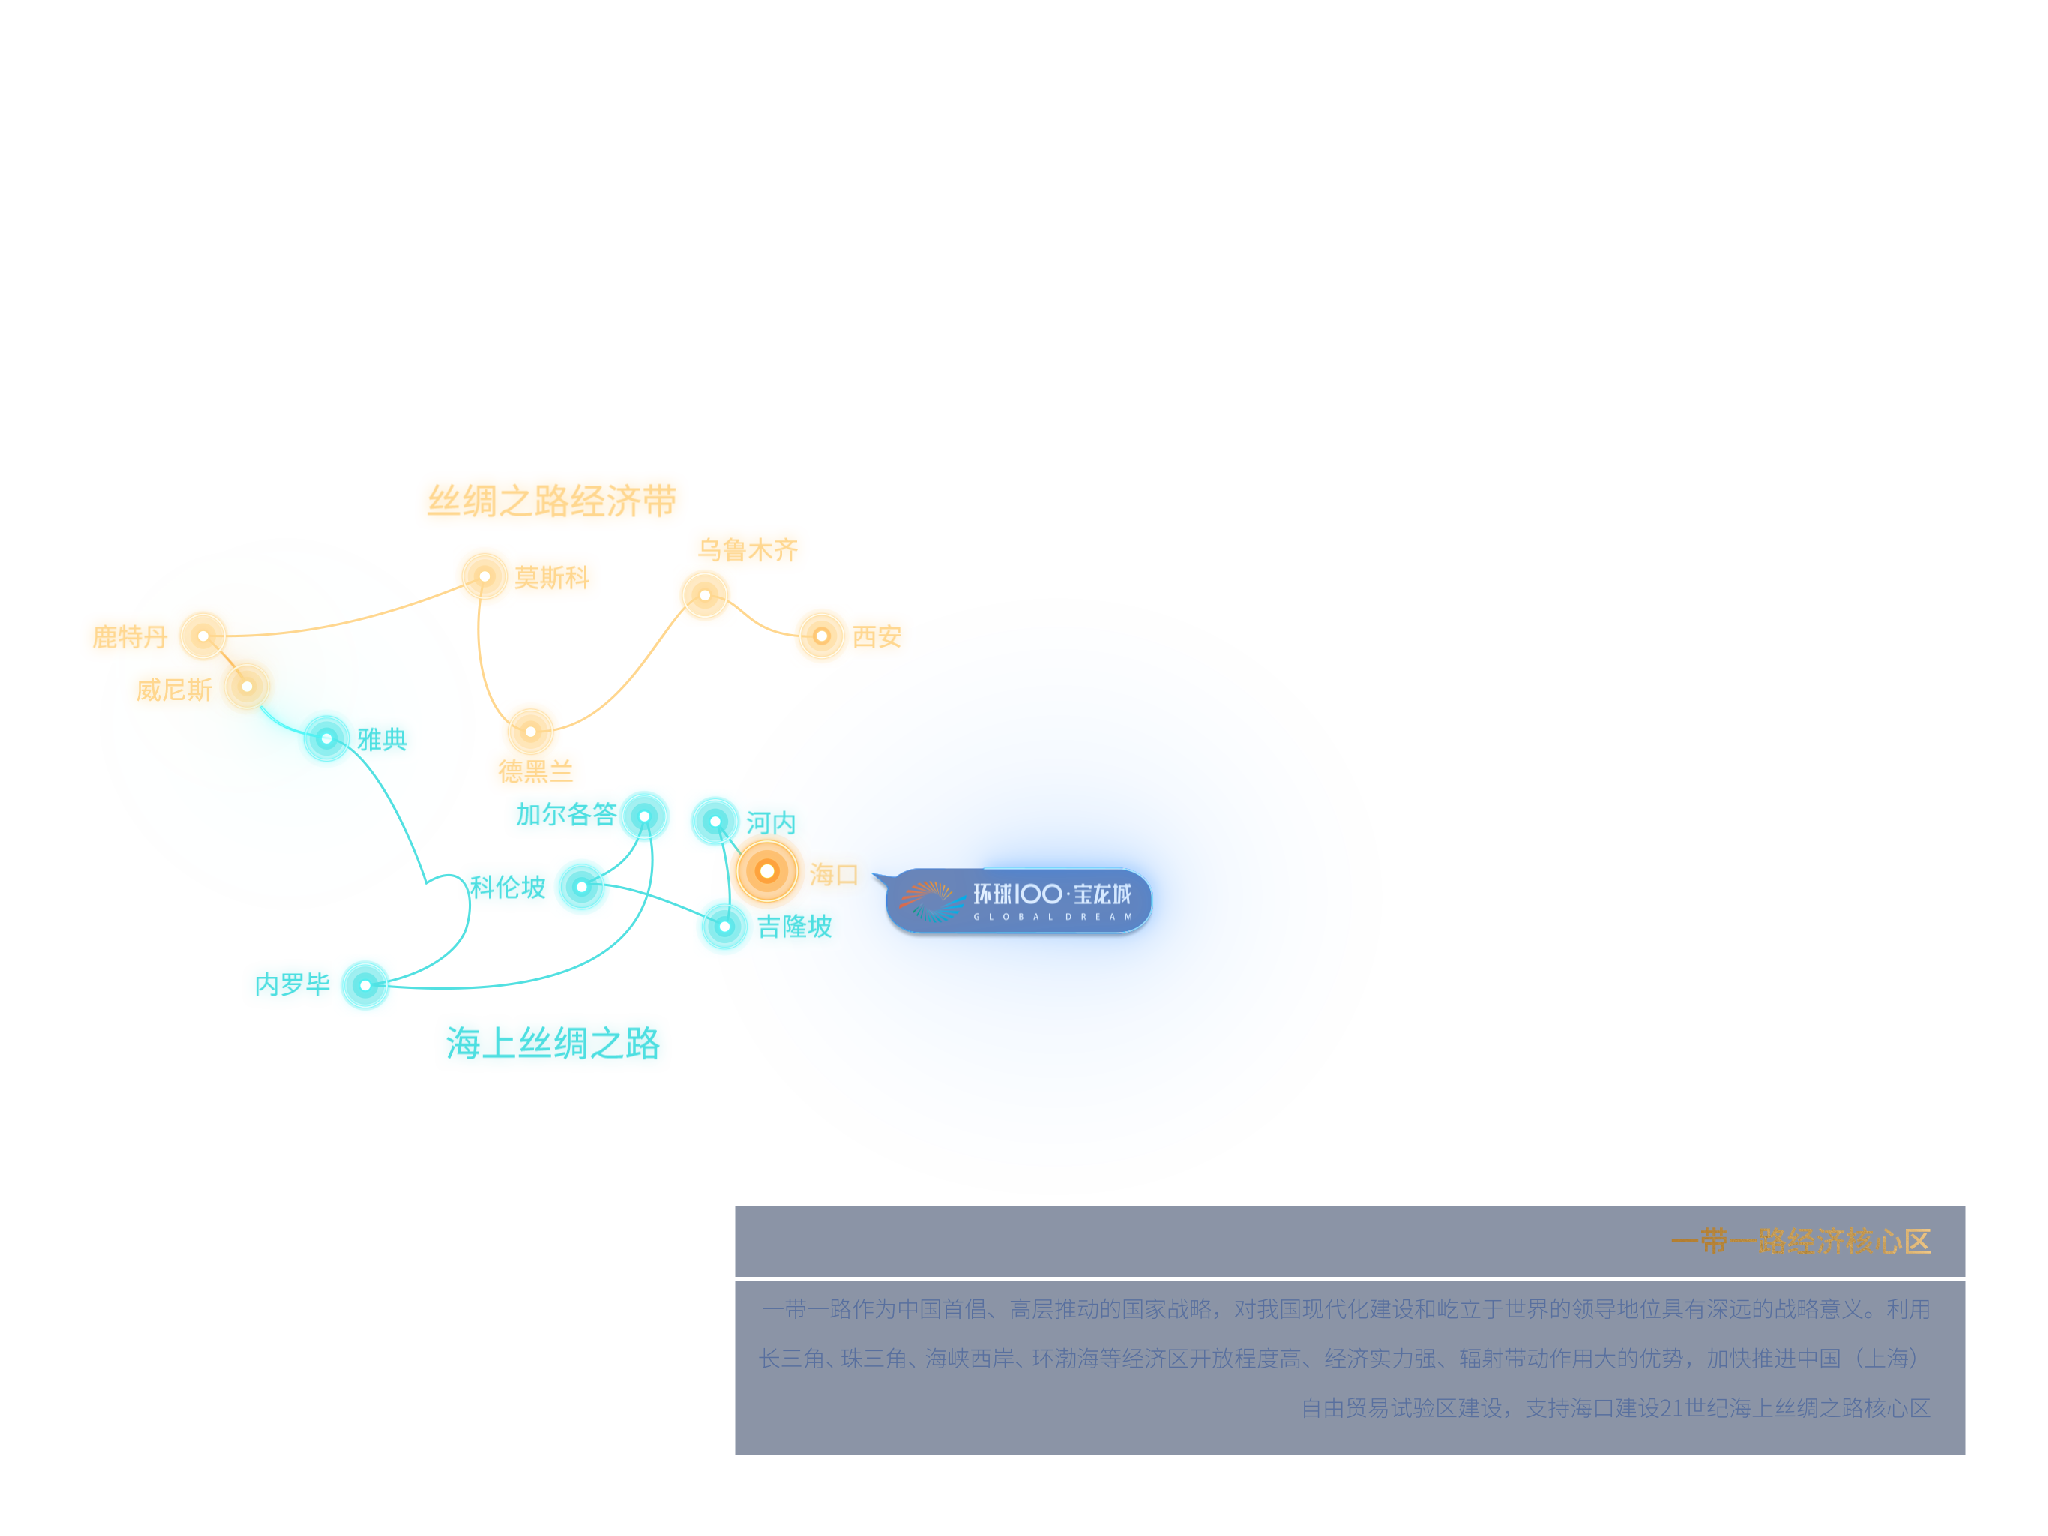 丝绸之路经济带
乌鲁木齐
莫斯科
鹿特丹
西安
威尼斯
雅典
德黑兰
加尔各答
河内
海口
科伦坡
环球100·宝龙城
GLOBAL DREAM
吉隆坡
内罗毕
海上丝绸之路
一带一路经济核心区
一带一路作为中国首倡、高层推动的国家战略，对我国现代化建设和屹立于世界的领导地位具有深远的战略意义。利用
长三角、珠三角、海峡西岸、环渤海等经济区开放程度高、经济实力强、辐射带动作用大的优势，加快推进中国（上海）
自由贸易试验区建设，支持海口建设21世纪海上丝绸之路核心区